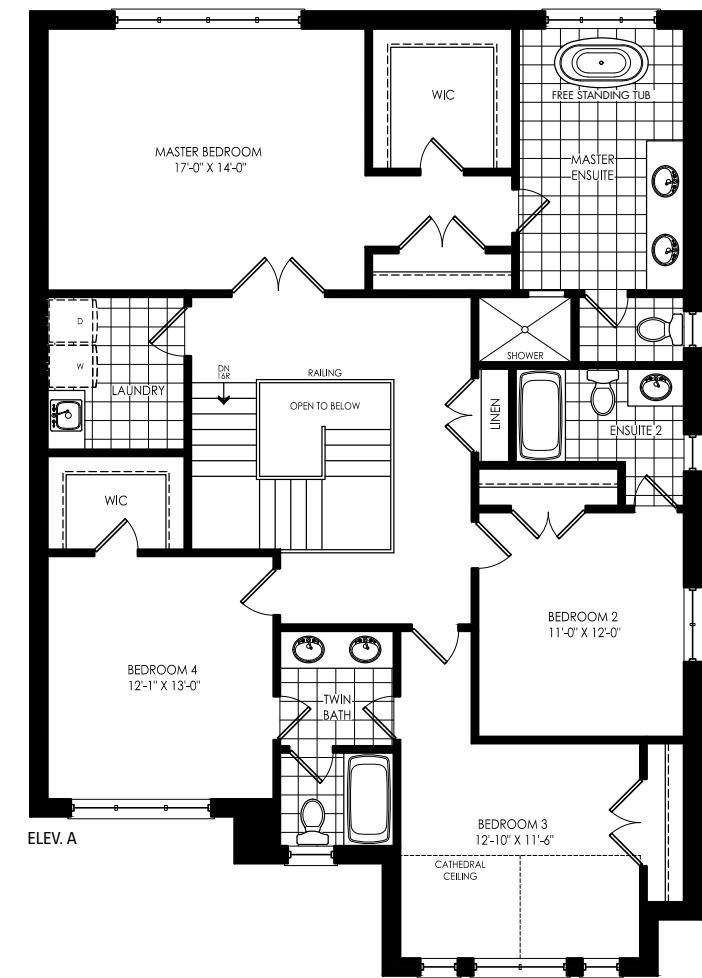 WIC
FREE STANDING TUB
MASTER BEDROOM
17'-0" X 14'-0"
MASTER
ENSUITE
D
W
LAUNDRY
DN
16R
RAILING
OPEN TO BELOW
SHOWER
LINEN
ENSUITE 2
WIC
BEDROOM 2
11'-0" X 12'-0"
BEDROOM 4
12'-1" X 13'-0"
TWIN
BATH
BEDROOM 3
12'-10" X 11'-6"
CATHEDRAL
CEILING
ELEV. A